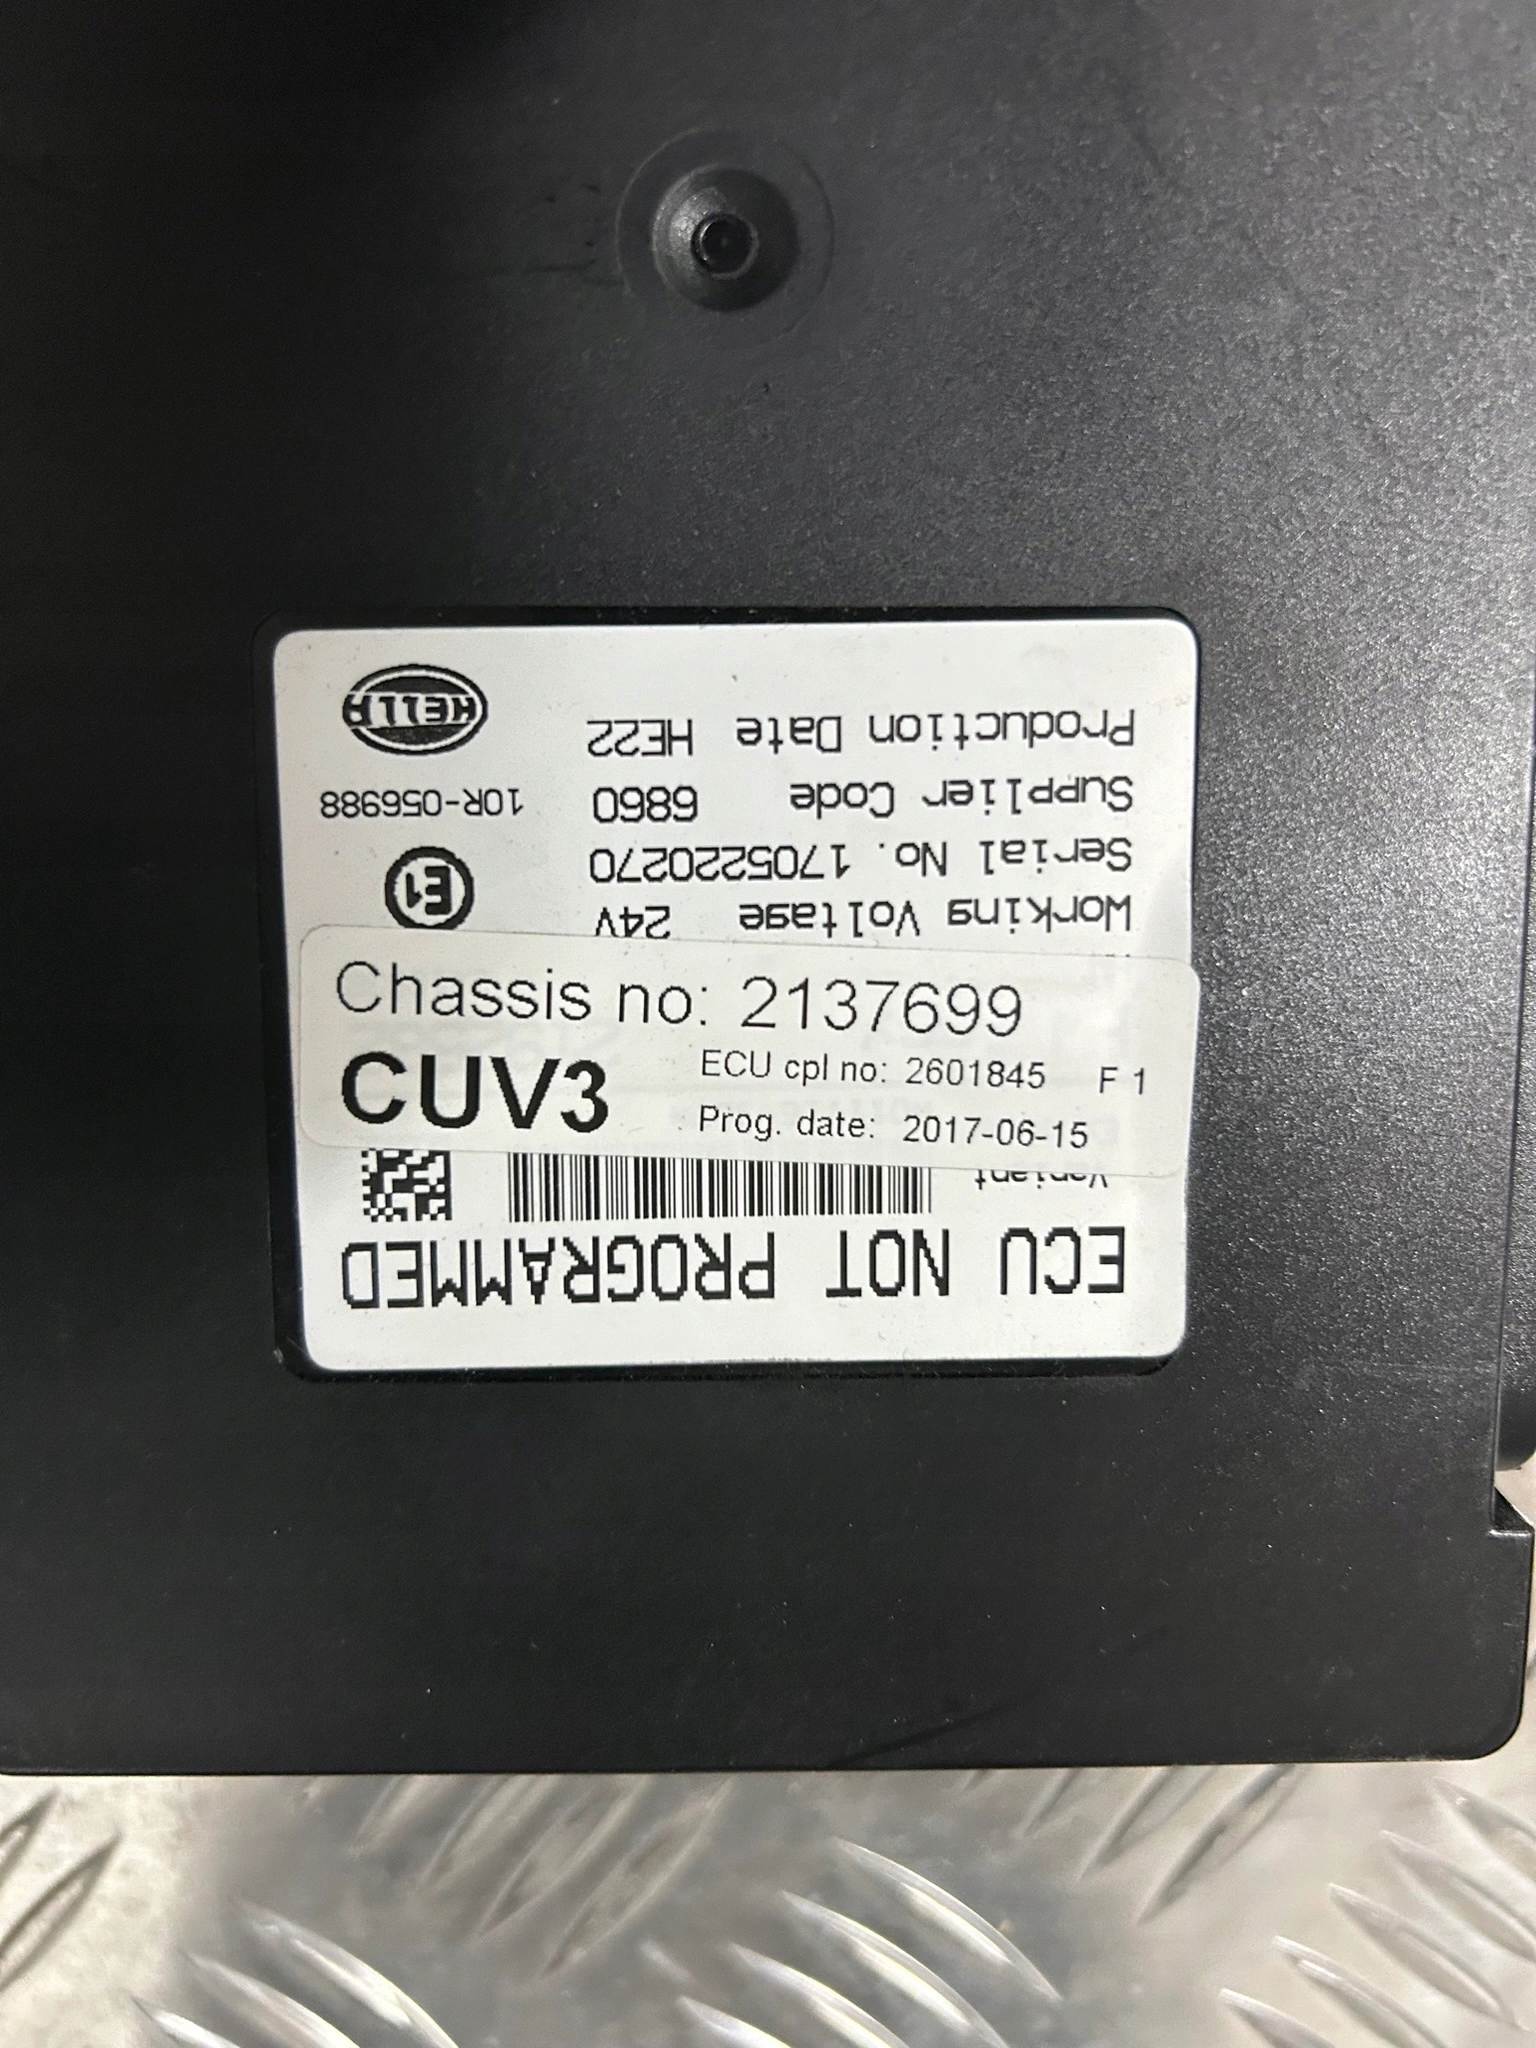 Chassis no: 2137699
CUV3
ECU cpl no: 2601845 F 1
Prog. date: 2017-06-15
ECU NOT PROGRAMMED
Variant
Working Voltage 24V
E1
Serial No. 1705220270
Supplier Code 6860
10R-056988
Production Date HE22
HELLA